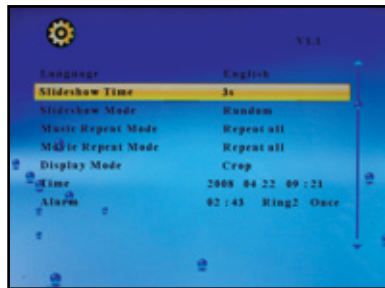 V1.1
Language English
Slideshow Time 3s
Slideshow Mode Random
Music Repeat Mode Repeat all
Movie Repeat Mode Repeat all
Display Mode Crop
Time 2008 04 22 09:21
Alarm 02:43 Ring2 Once